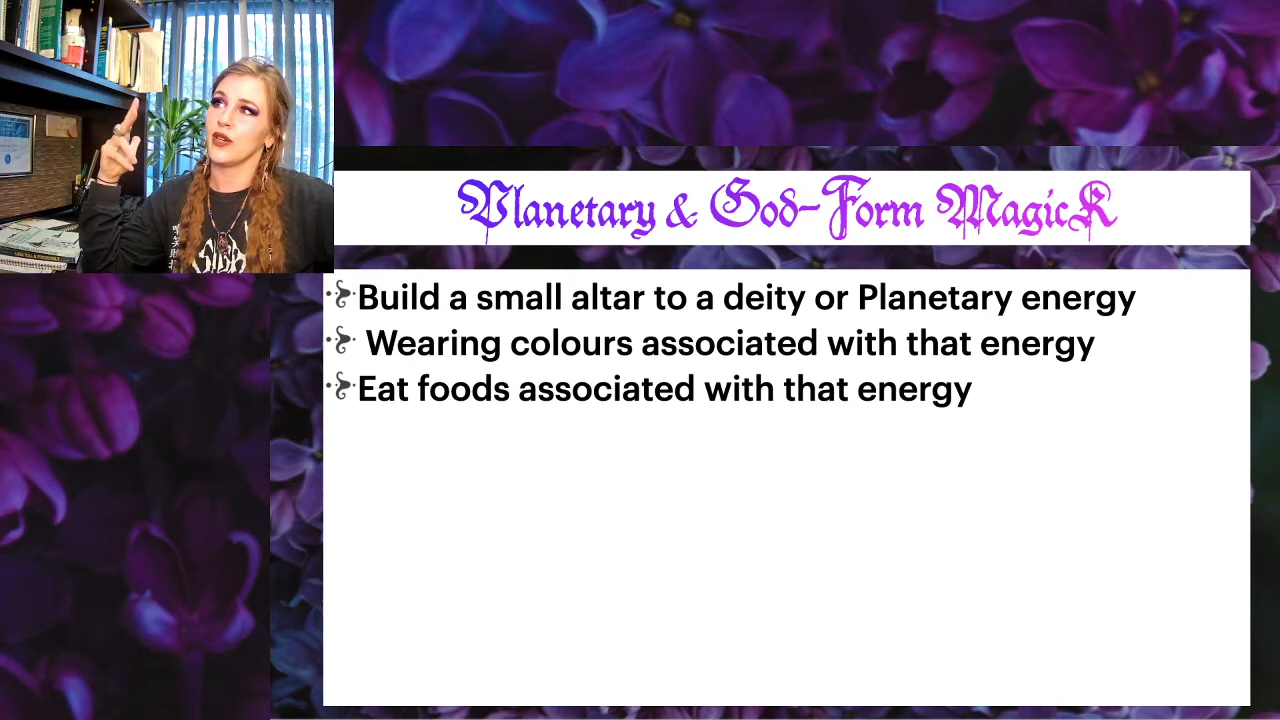 Planetary & God-Form MagicK
Build a small altar to a deity or Planetary energy
Wearing colours associated with that energy
Eat foods associated with that energy